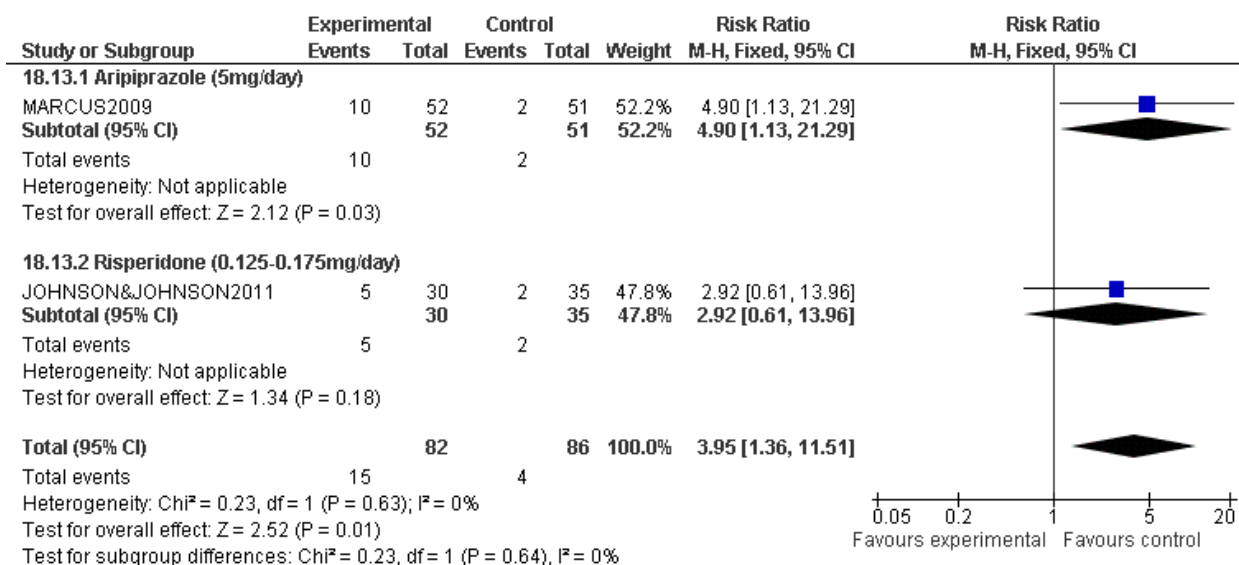 Experimental Control Risk Ratio Risk Ratio
Study or Subgroup Events Total Events Total Weight M-H, Fixed, 95% CI M-H, Fixed, 95% CI
18.13.1 Aripiprazole (5mg/day)
MARCUS2009 10 52 2 51 52.2% 4.90 [1.13, 21.29]
Subtotal (95% CI) 52 51 52.2% 4.90 [1.13, 21.29]
Total events 10 2
Heterogeneity: Not applicable
Test for overall effect: Z = 2.12 (P = 0.03)
18.13.2 Risperidone (0.125-0.175mg/day)
JOHNSON&JOHNSON2011 5 30 2 35 47.8% 2.92 [0.61, 13.96]
Subtotal (95% CI) 30 35 47.8% 2.92 [0.61, 13.96]
Total events 5 2
Heterogeneity: Not applicable
Test for overall effect: Z = 1.34 (P = 0.18)
Total (95% CI) 82 86 100.0% 3.95 [1.36, 11.51]
Total events 15 4
Heterogeneity: Chi² = 0.23, df = 1 (P = 0.63); I² = 0%
Test for overall effect: Z = 2.52 (P = 0.01)
Test for subgroup differences: Chi² = 0.23, df = 1 (P = 0.64), I² = 0%
0.05 0.2 1 5 20
Favours experimental Favours control